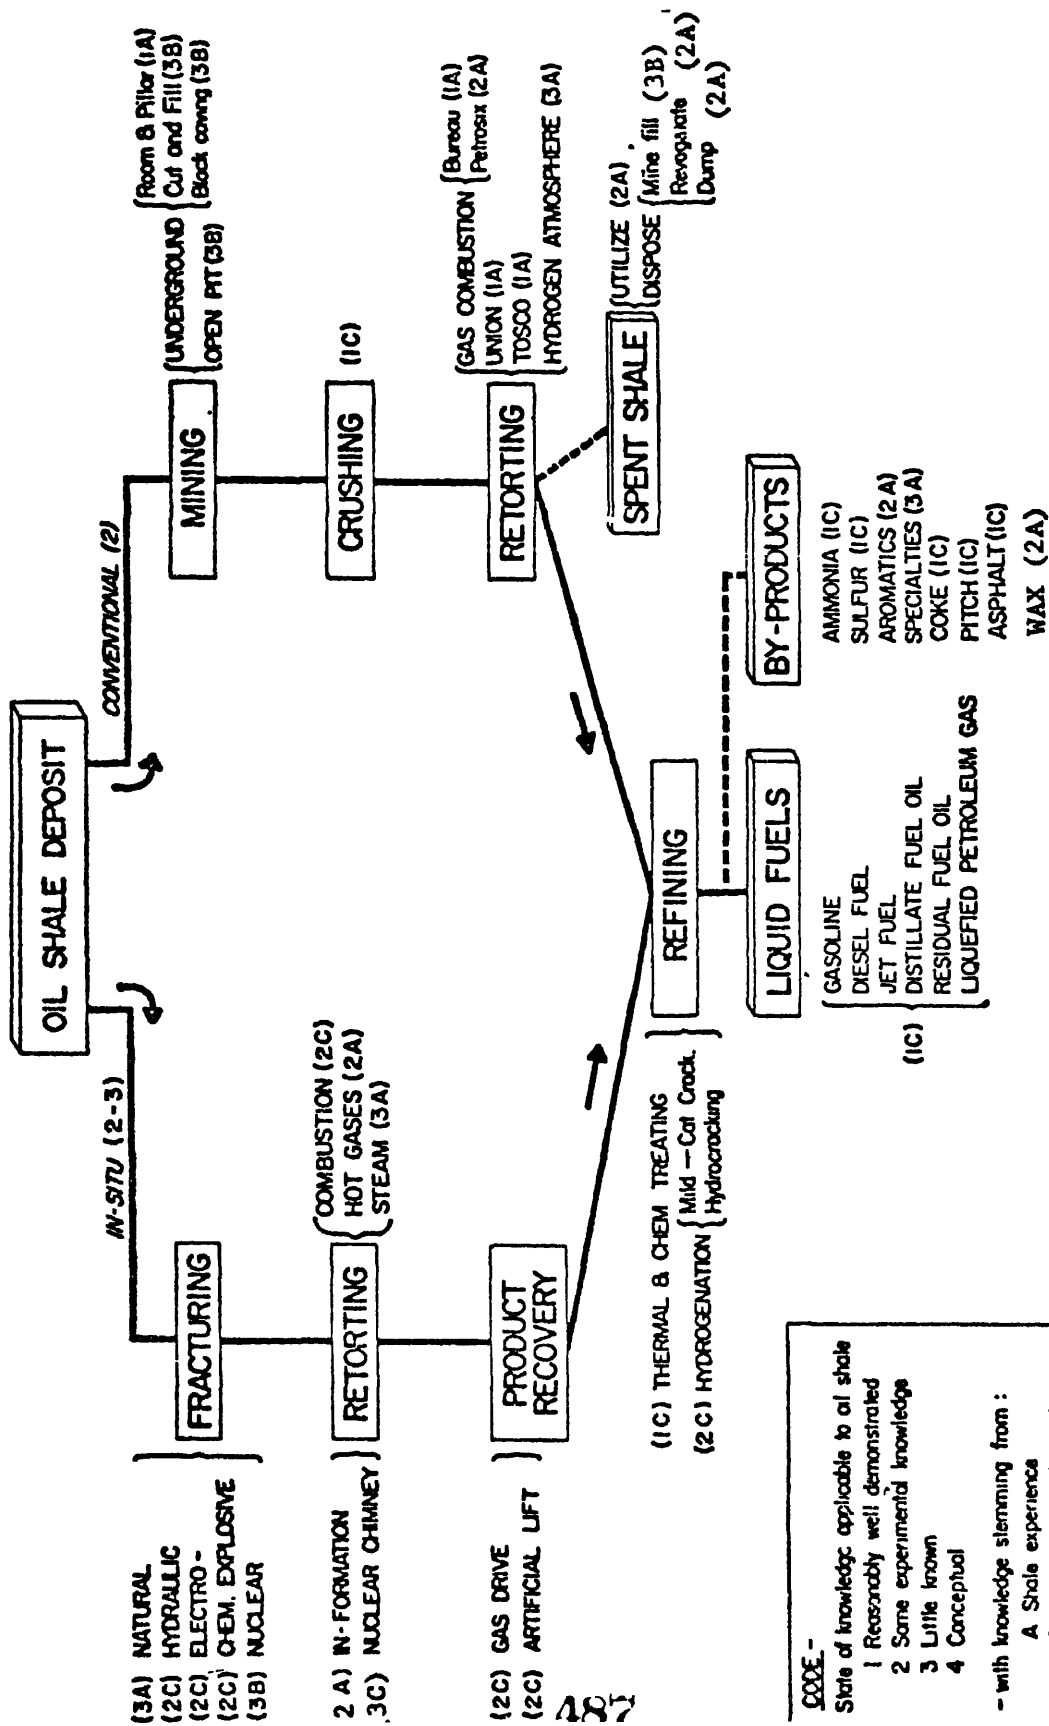 OIL SHALE DEPOSIT
IN-SITU (2-3)
CONVENTIONAL (2)
(3A) NATURAL
(2C) HYDRAULIC
(2C) ELECTRO-
(2C) CHEM. EXPLOSIVE
(3B) NUCLEAR
FRACTURING
MINING
UNDERGROUND
Room & Pillar (1A)
Cut and Fill (3B)
Block caving (3B)
OPEN PIT (3B)
2A) IN-FORMATION
3C) NUCLEAR CHIMNEY
RETORTING
COMBUSTION (2C)
HOT GASES (2A)
STEAM (3A)
CRUSHING
(1C)
(2C) GAS DRIVE
(2C) ARTIFICIAL LIFT
PRODUCT
RECOVERY
RETORTING
GAS COMBUSTION
Bureau (1A)
Petrosix (2A)
UNION (1A)
TOSCO (1A)
HYDROGEN ATMOSPHERE (3A)
SPENT SHALE
UTILIZE (2A)
DISPOSE
Mine fill (3B)
Revegatate (2A)
Dump (2A)
(1C) THERMAL & CHEM TREATING
(2C) HYDROGENATION
Mild — Cat Crack.
Hydrocracking
REFINING
LIQUID FUELS
BY-PRODUCTS
(1C)
GASOLINE
DIESEL FUEL
JET FUEL
DISTILLATE FUEL OIL
RESIDUAL FUEL OIL
LIQUEFIED PETROLEUM GAS
AMMONIA (1C)
SULFUR (1C)
AROMATICS (2A)
SPECIALTIES (3A)
COKE (1C)
PITCH (1C)
ASPHALT (1C)
WAX (2A)
CODE-
State of knowledge applicable to oil shale
1 Reasonably well demonstrated
2 Some experimental knowledge
3 Little known
4 Conceptual
- with knowledge stemming from:
A Shale experience